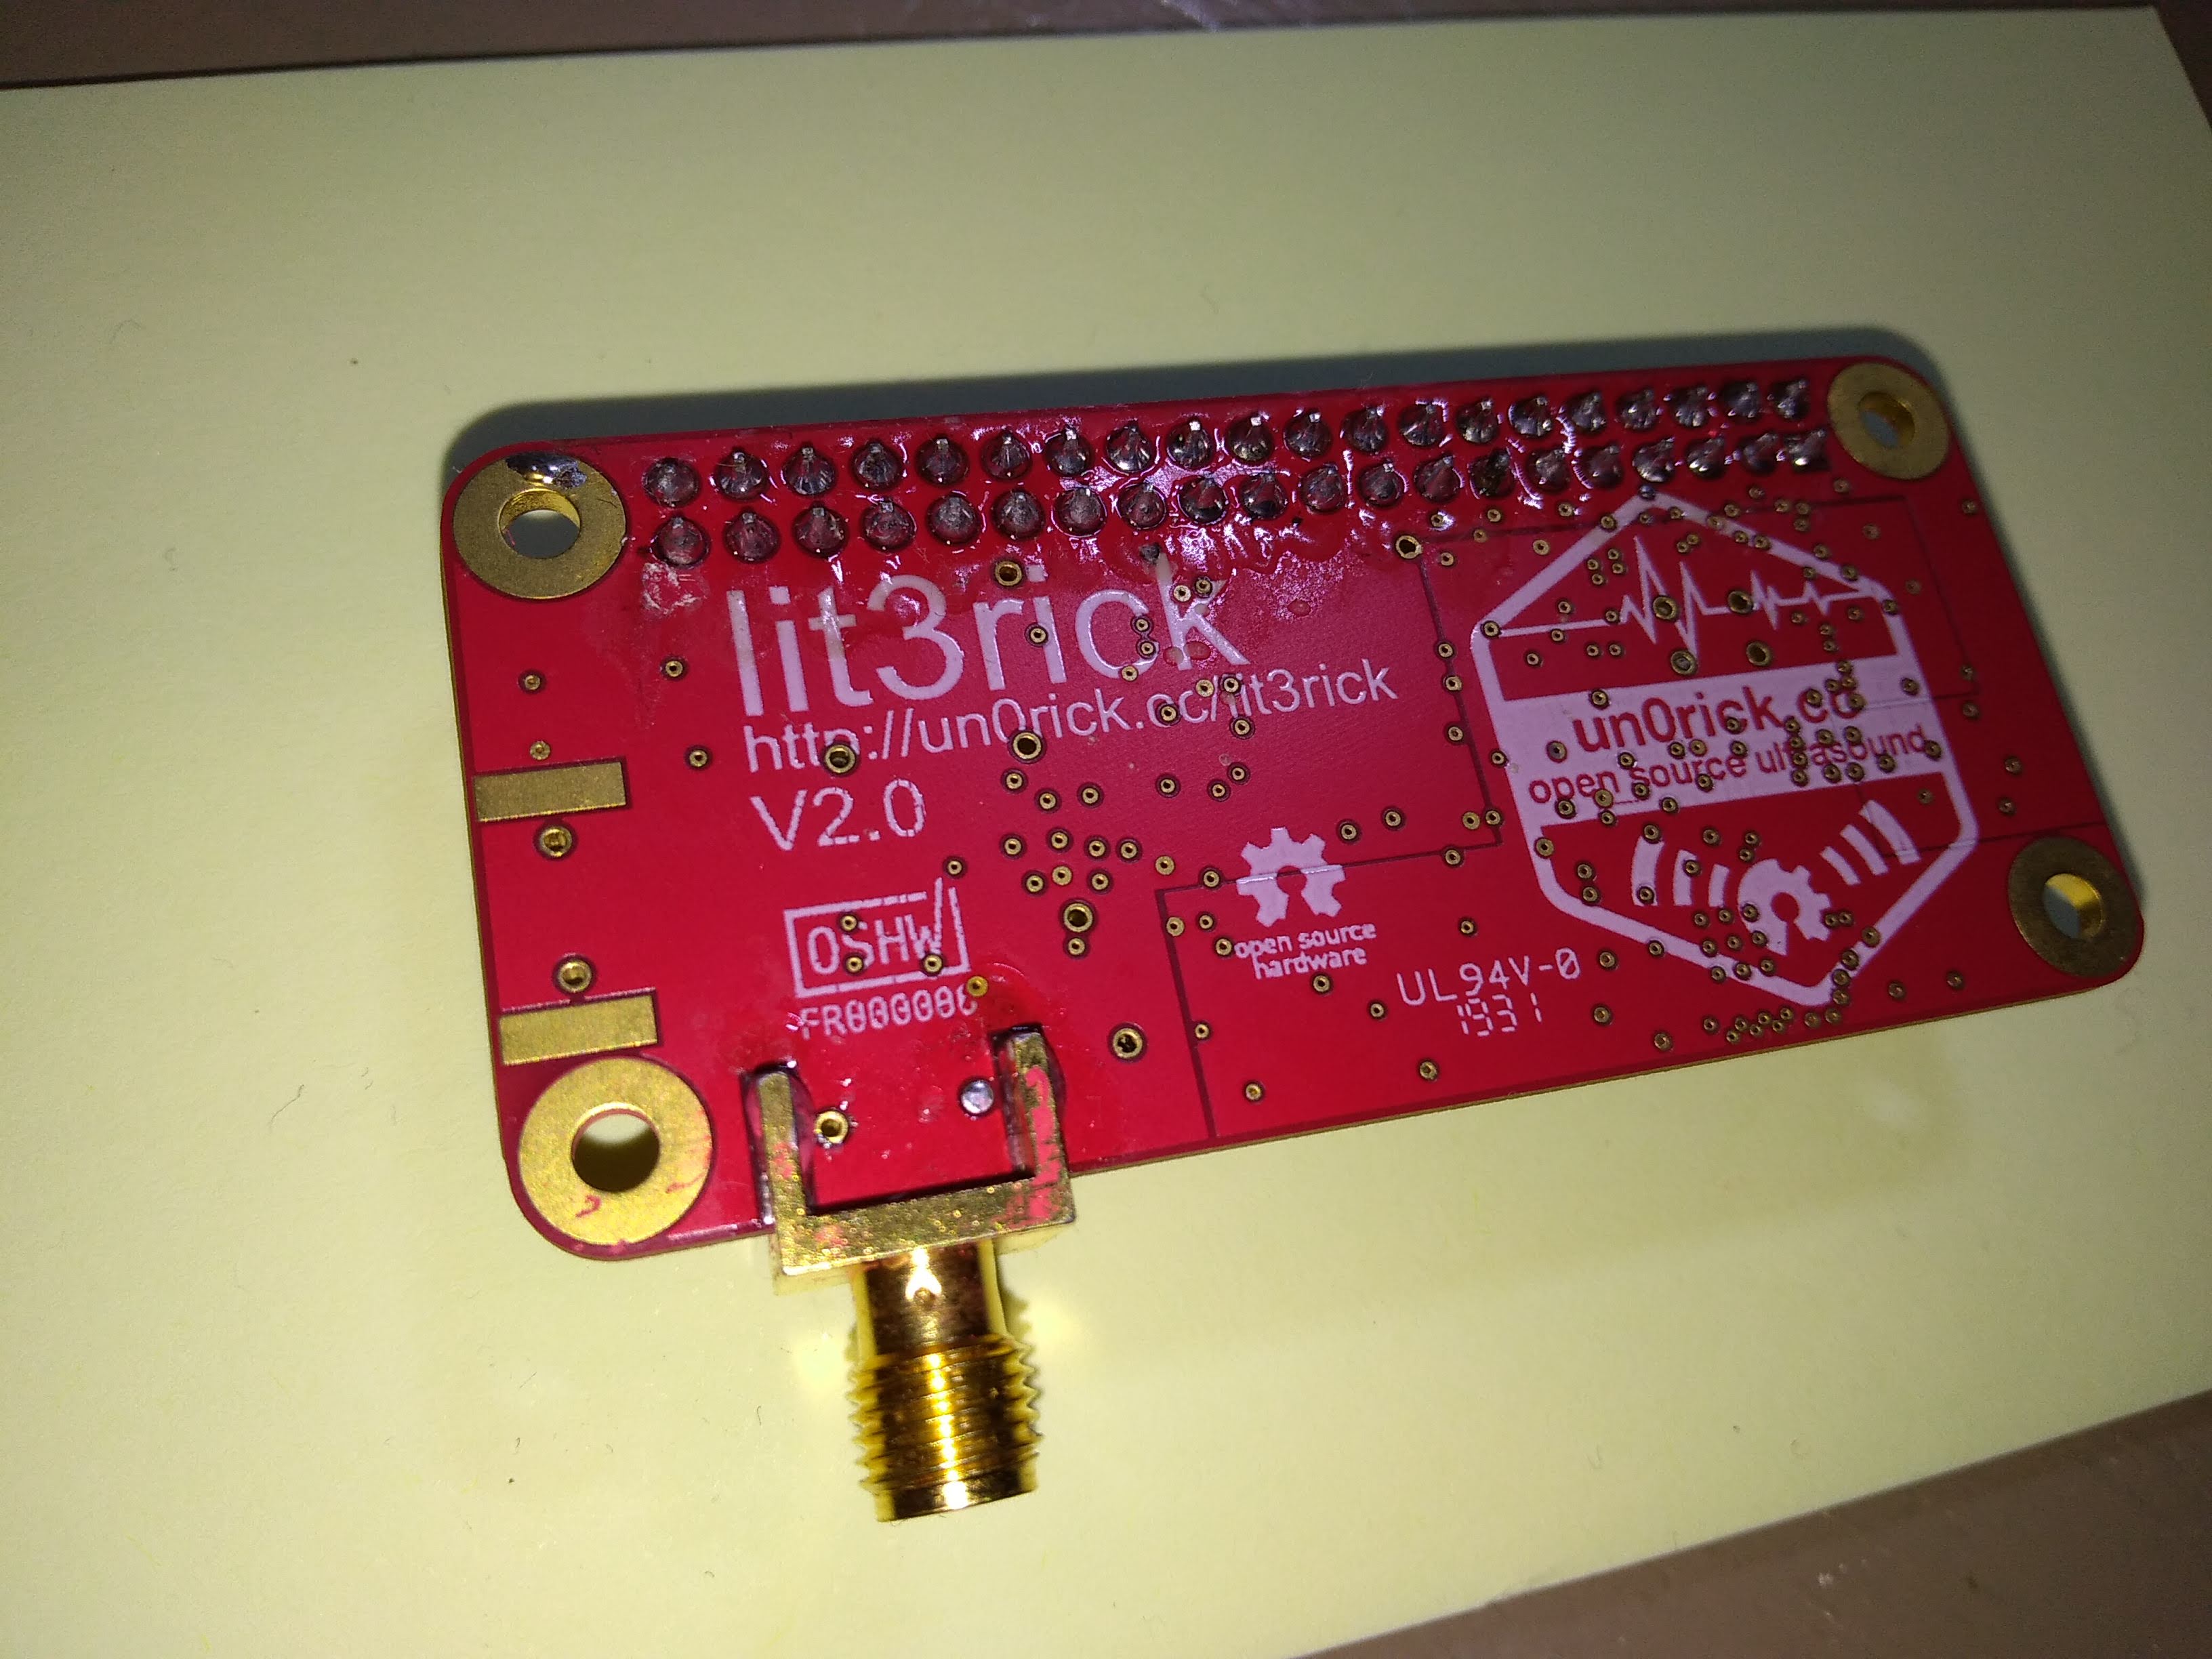 lit3rick
http://un0rick.cc/lit3rick
V2.0
OSHW
un0rick.cc
open source ultrasound
open source
hardware
UL94V-0
1931